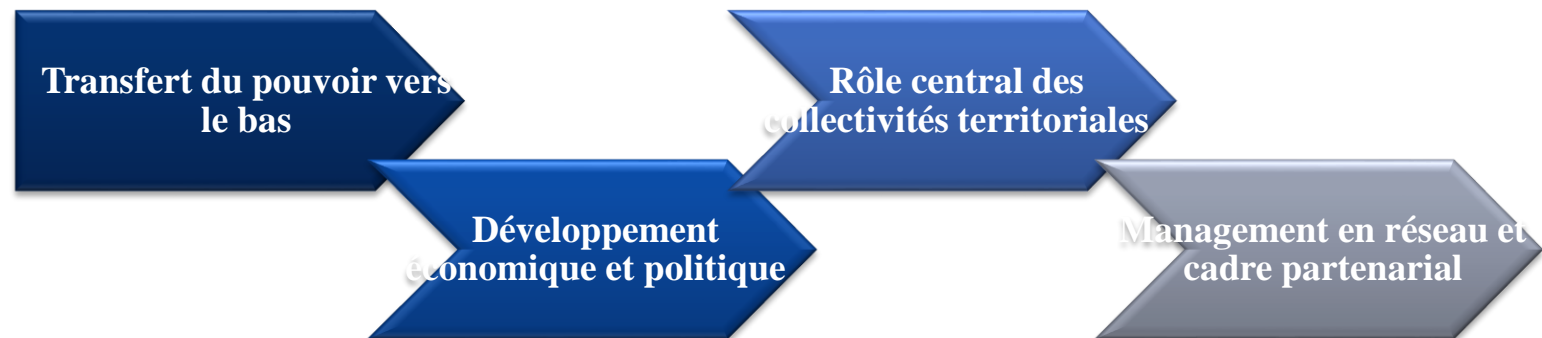 Transfert du pouvoir vers
le bas
Développement
économique et politique
Rôle central des
collectivités territoriales
Management en réseau et
cadre partenarial